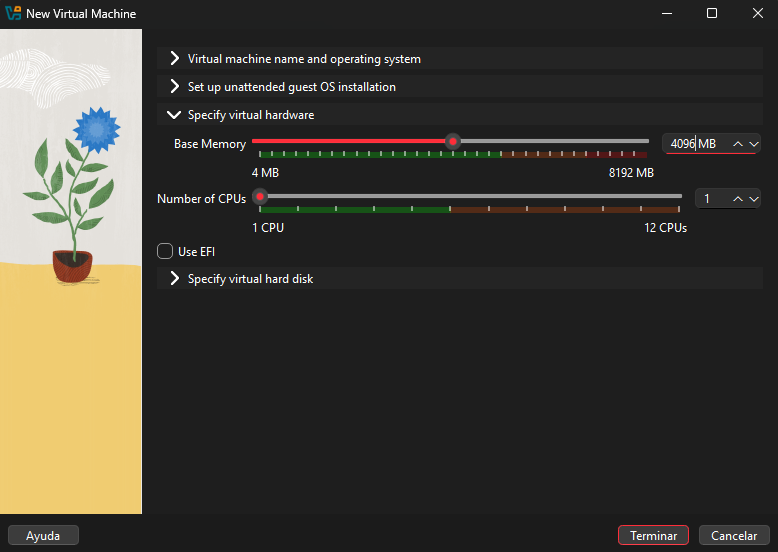 New Virtual Machine
Virtual machine name and operating system
Set up unattended guest OS installation
Specify virtual hardware
Base Memory 4096 MB
4 MB 8192 MB
Number of CPUs 1
1 CPU 12 CPUs
Use EFI
Specify virtual hard disk
Ayuda Terminar Cancelar